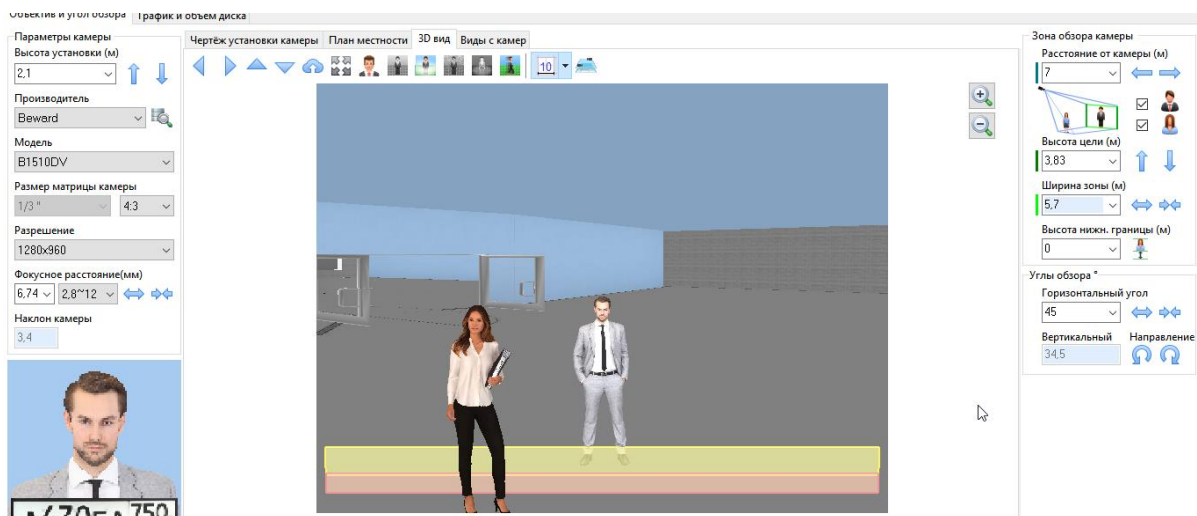 Объектив и угол обзора График и объем диска
Параметры камеры
Высота установки (м)
2,1
Производитель
Beward
Модель
B1510DV
Размер матрицы камеры
1/3 " 4:3
Разрешение
1280x960
Фокусное расстояние(мм)
6,74 2,8~12
Наклон камеры
3,4
Чертёж установки камеры План местности 3D вид Виды с камер
10
Зона обзора камеры
Расстояние от камеры (м)
7
Высота цели (м)
3,83
Ширина зоны (м)
5,7
Высота нижн. границы (м)
0
Углы обзора °
Горизонтальный угол
45
Вертикальный Направление
34,5